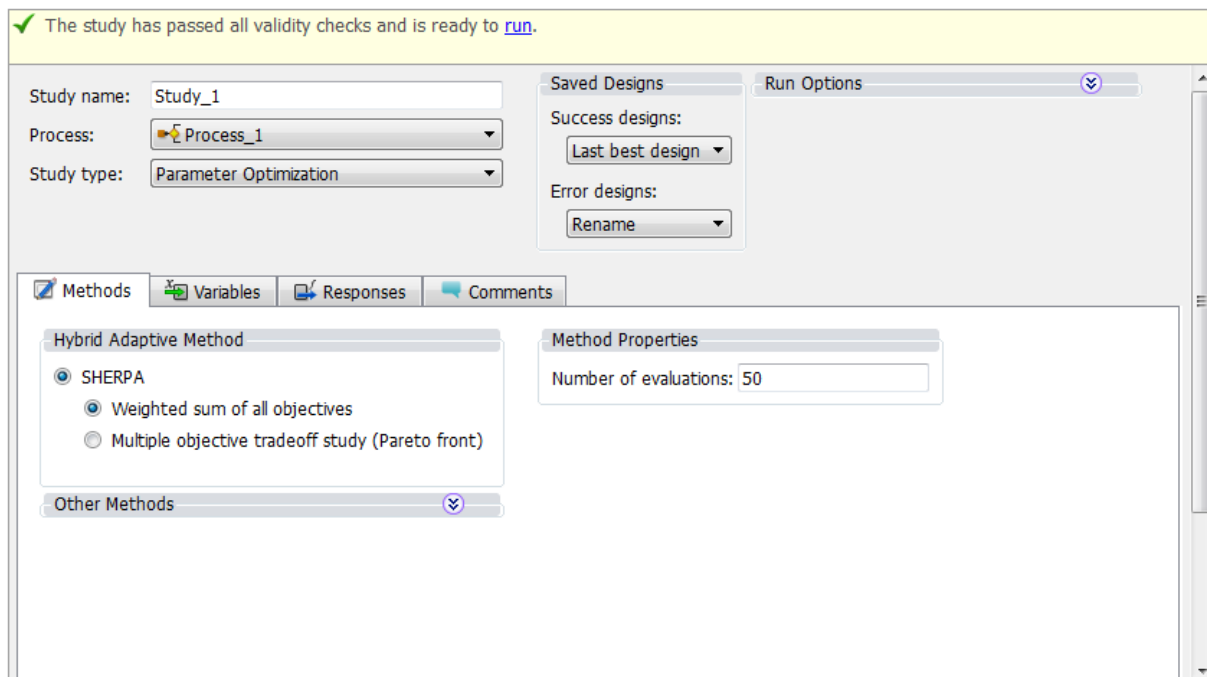 The study has passed all validity checks and is ready to run.
Study name: Study_1
Process: Process_1
Study type: Parameter Optimization
Saved Designs
Success designs:
Last best design
Error designs:
Rename
Run Options
Methods Variables Responses Comments
Hybrid Adaptive Method
SHERPA
Weighted sum of all objectives
Multiple objective tradeoff study (Pareto front)
Other Methods
Method Properties
Number of evaluations: 50